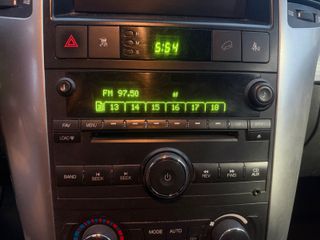 5:54
FM 97.50
13 14 15 16 17 18
FAV MENU
LOAD
BAND SEEK SEEK REV FWD AUX
MODE AUTO